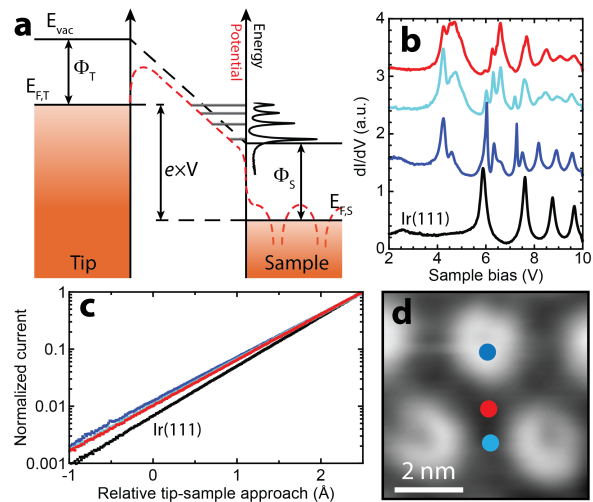 a
E_vac
Φ_T
E_F,T
Potential
Energy
e×V
Φ_S
E_F,S
Tip
Sample
b
4
3
2
1
0
dI/dV (a.u.)
Ir(111)
2
4
6
8
10
Sample bias (V)
c
1
0.1
0.01
0.001
Normalized current
Ir(111)
-1
0
1
2
Relative tip-sample approach (Å)
d
2 nm